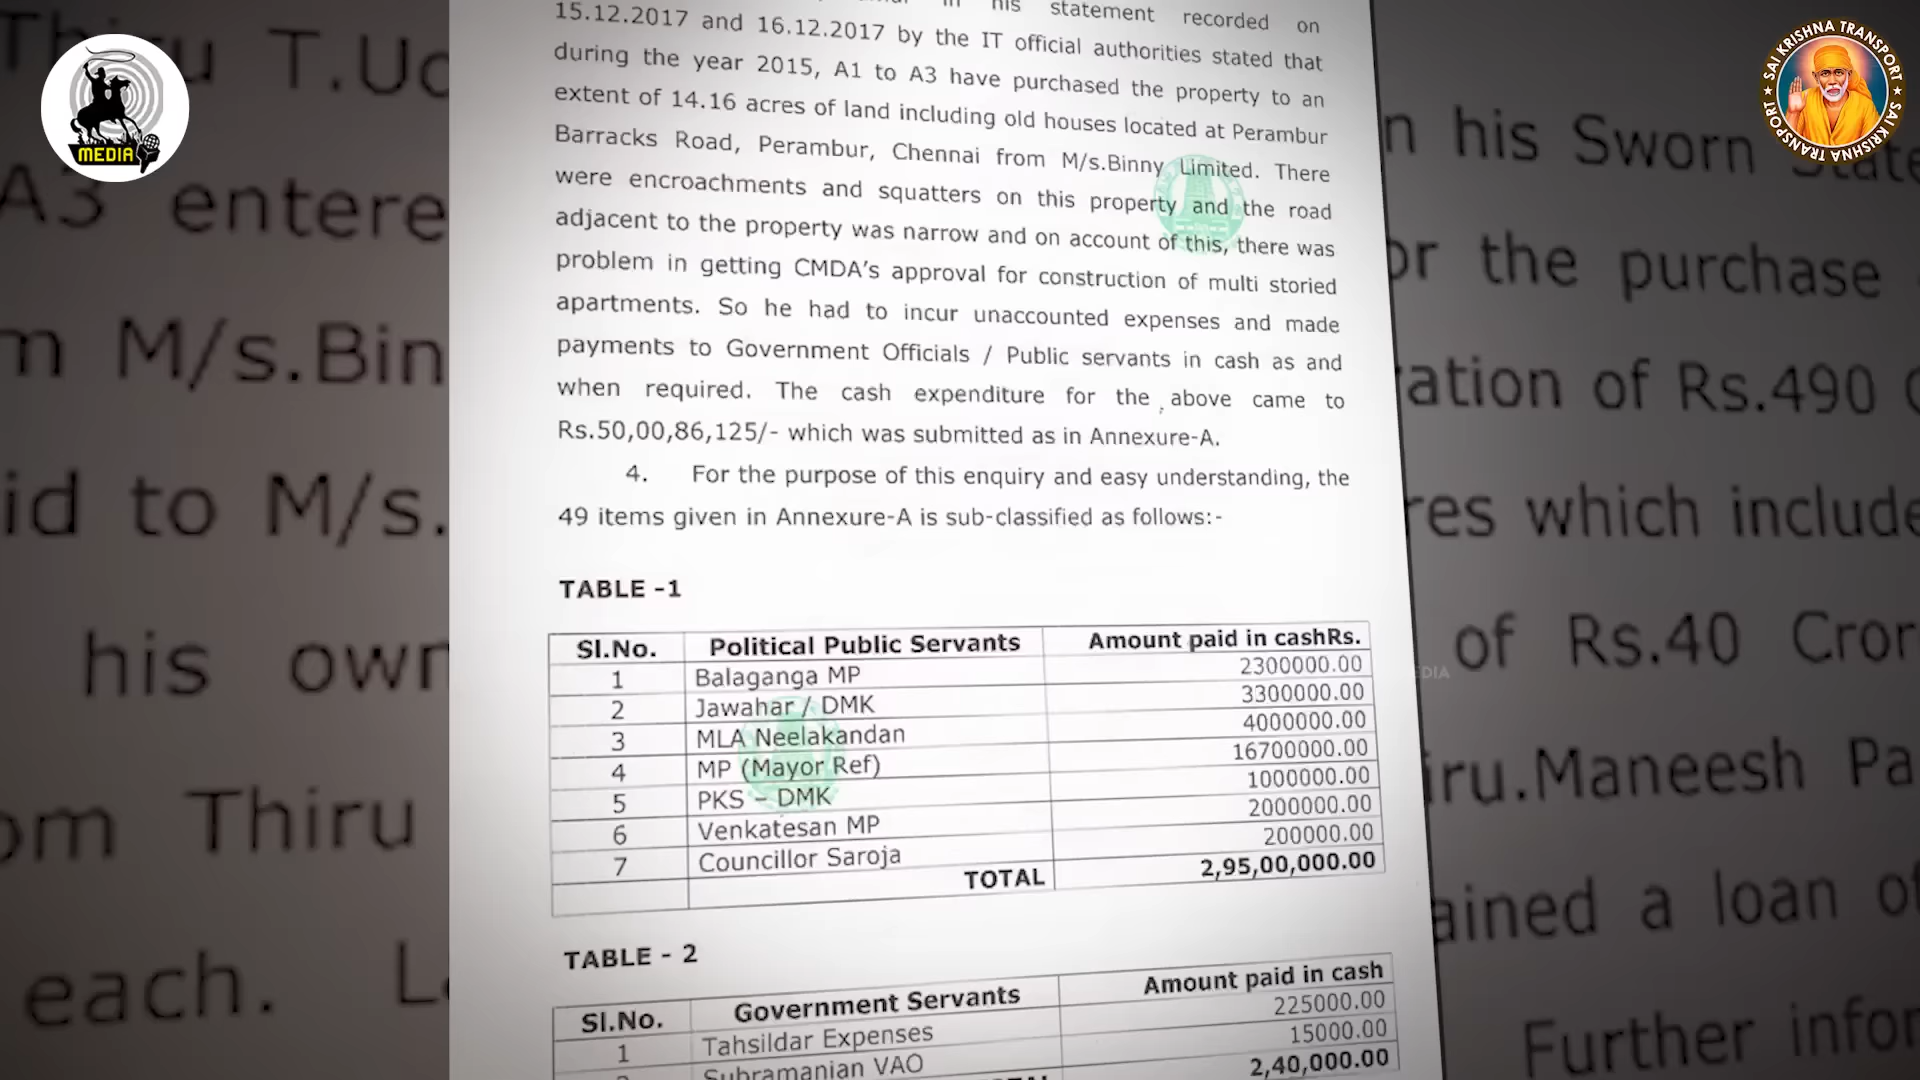 his statement recorded on
15.12.2017 and 16.12.2017 by the IT official authorities stated that
during the year 2015, A1 to A3 have purchased the property to an
extent of 14.16 acres of land including old houses located at Perambur
Barracks Road, Perambur, Chennai from M/s.Binny Limited. There
were encroachments and squatters on this property and the road
adjacent to the property was narrow and on account of this, there was
problem in getting CMDA's approval for construction of multi storied
apartments. So he had to incur unaccounted expenses and made
payments to Government Officials / Public servants in cash as and
when required. The cash expenditure for the above came to
Rs.50,00,86,125/- which was submitted as in Annexure-A.
4. For the purpose of this enquiry and easy understanding, the
49 items given in Annexure-A is sub-classified as follows:-
TABLE -1
Sl.No. Political Public Servants Amount paid in cashRs.
1 Balaganga MP 2300000.00
2 Jawahar / DMK 3300000.00
3 MLA Neelakandan 4000000.00
4 MP (Mayor Ref) 16700000.00
5 PKS – DMK 1000000.00
6 Venkatesan MP 2000000.00
7 Councillor Saroja 200000.00
TOTAL 2,95,00,000.00
TABLE - 2
Sl.No. Government Servants Amount paid in cash
1 Tahsildar Expenses 225000.00
Subramanian VAO 15000.00
2,40,000.00
MEDIA
SAI KRISHNA TRANSPORT
SAI KRISHNA TRANSPORT
A3 entere
M/s.Bin
id to M/s.
his own
om Thiru
each.
n his Sworn
or the purchase
ration of Rs.490
res which include
of Rs.40 Cror
iru.Maneesh Pa
ained a loan of
Further infor